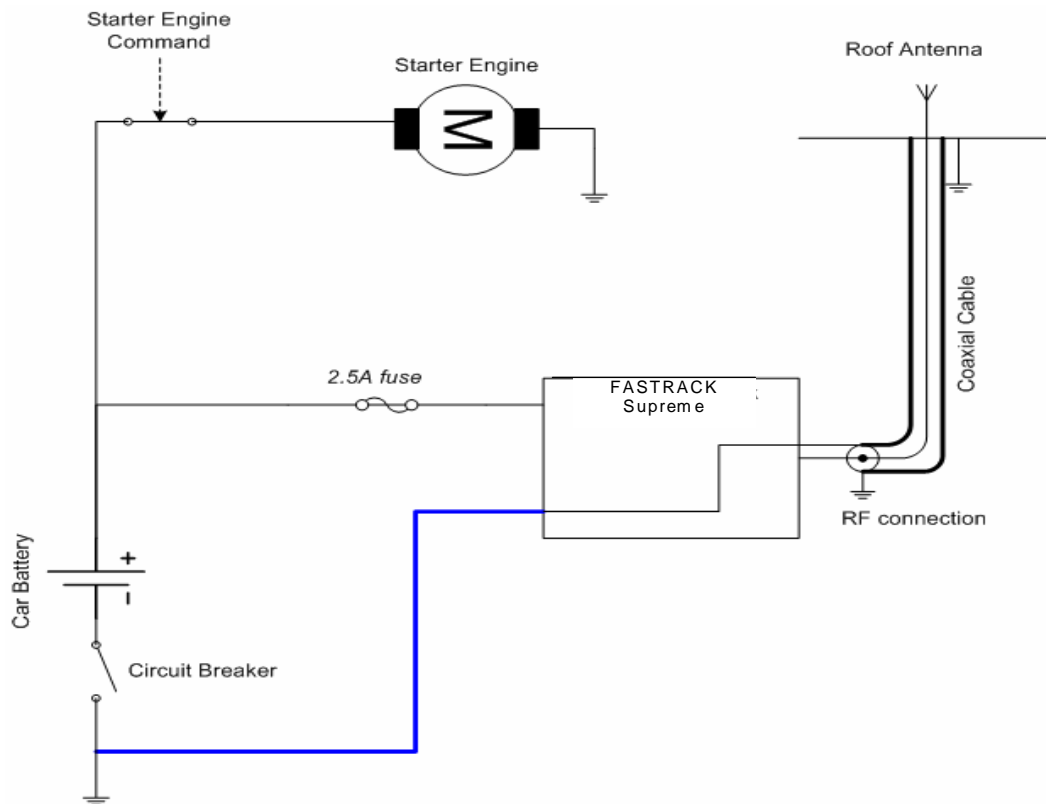 Starter Engine
Command
Starter Engine
M
Roof Antenna
Coaxial Cable
2.5A fuse
FASTRACK
Supreme
RF connection
Car Battery
+
–
Circuit Breaker